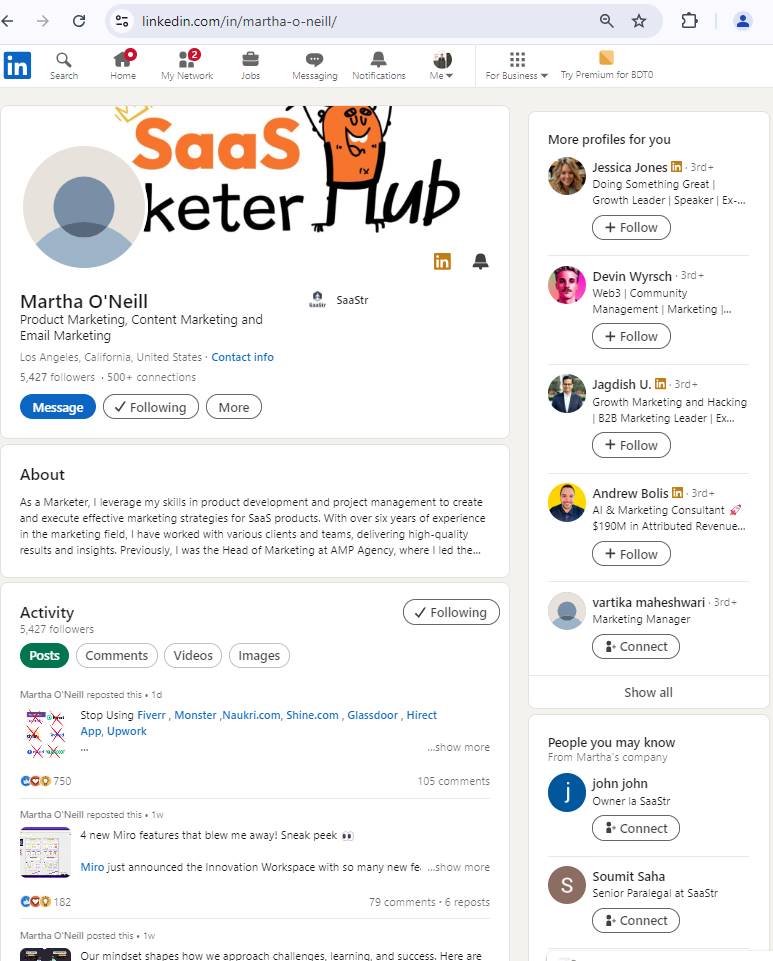 linkedin.com/in/martha-o-neill/
in
Search
Home
2
My Network
Jobs
Messaging
Notifications
Me
For Business
Try Premium for BDT0
SaaS
keter Hub
in
Martha O'Neill
SaaStr
SaaStr
Product Marketing, Content Marketing and
Email Marketing
Los Angeles, California, United States · Contact info
5,427 followers · 500+ connections
Message
Following
More
About
As a Marketer, I leverage my skills in product development and project management to create
and execute effective marketing strategies for SaaS products. With over six years of experience
in the marketing field, I have worked with various clients and teams, delivering high-quality
results and insights. Previously, I was the Head of Marketing at AMP Agency, where I led the...
Activity
Following
5,427 followers
Posts
Comments
Videos
Images
Martha O'Neill reposted this • 1d
Stop Using Fiverr , Monster ,Naukri.com, Shine.com , Glassdoor , Hirect
App, Upwork
...
...show more
750
105 comments
Martha O'Neill reposted this • 1w
4 new Miro features that blew me away! Sneak peek 👀
Miro just announced the Innovation Workspace with so many new fe
...show more
182
79 comments · 6 reposts
Martha O'Neill posted this • 1w
Our mindset shapes how we approach challenges, learning, and success. Here are
More profiles for you
Jessica Jones in · 3rd+
Doing Something Great |
Growth Leader | Speaker | Ex-...
+ Follow
Devin Wyrsch · 3rd+
Web3 | Community
Management | Marketing |...
+ Follow
Jagdish U. in · 3rd+
Growth Marketing and Hacking
| B2B Marketing Leader | Ex...
+ Follow
Andrew Bolis in · 3rd+
AI & Marketing Consultant 🚀
$190M in Attributed Revenue...
+ Follow
vartika maheshwari · 3rd+
Marketing Manager
Connect
Show all
People you may know
From Martha's company
j
john john
Owner la SaaStr
Connect
S
Soumit Saha
Senior Paralegal at SaaStr
Connect